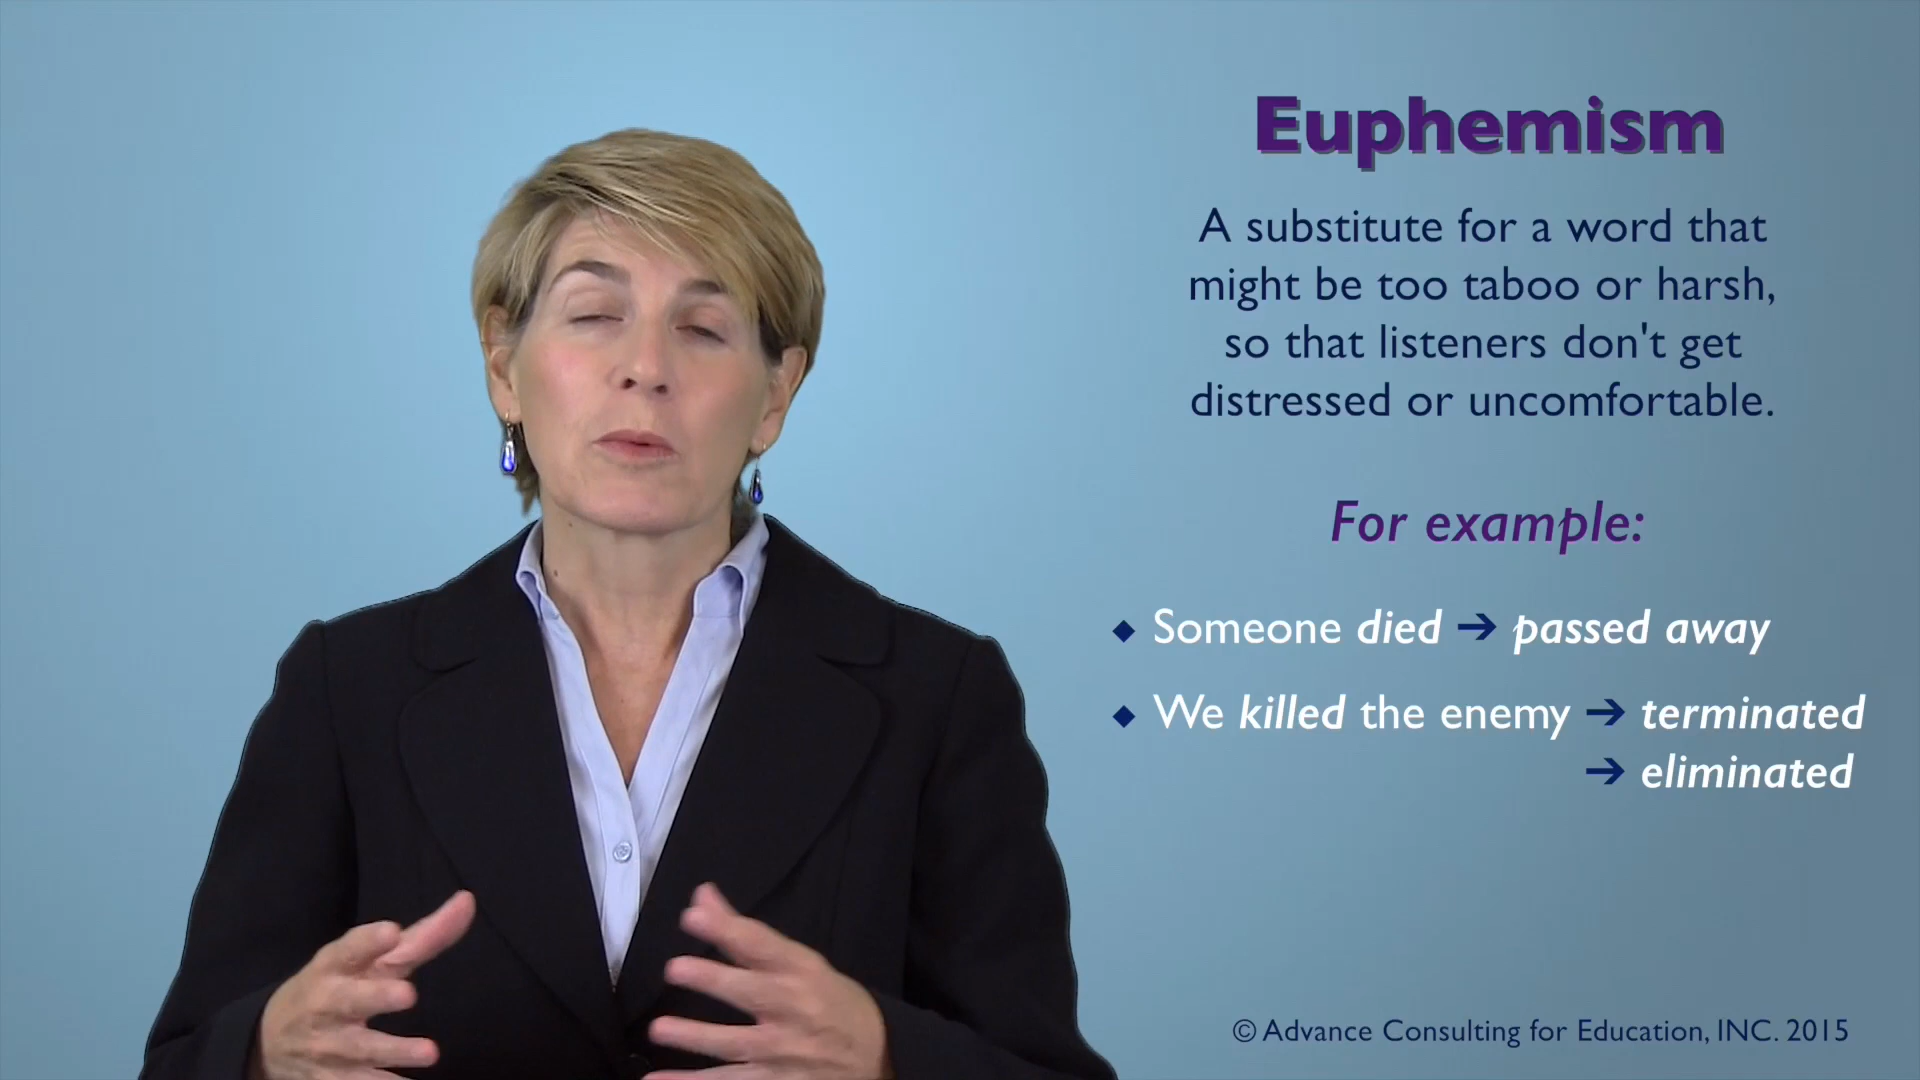 Euphemism
A substitute for a word that
might be too taboo or harsh,
so that listeners don't get
distressed or uncomfortable.
For example:
◆ Someone died ➔ passed away
◆ We killed the enemy ➔ terminated
➔ eliminated
© Advance Consulting for Education, INC. 2015